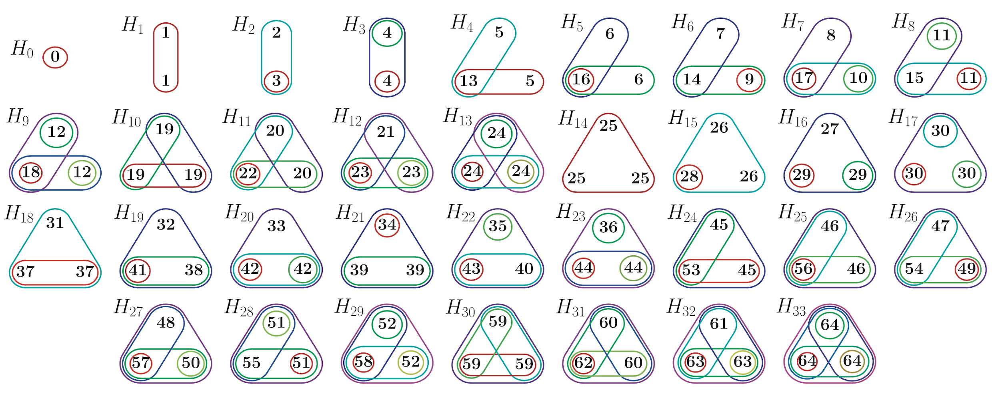 H0 0 H1 1 1 H2 2 3 H3 4 4 H4 5 13 5 H5 6 16 6 H6 7 14 9 H7 8 17 10 H8 11 15 11
H9 12 18 12 H10 19 19 19 H11 20 22 20 H12 21 23 23 H13 24 24 24 H14 25 25 25 H15 26 28 26 H16 27 29 29 H17 30 30 30
H18 31 37 37 H19 32 41 38 H20 33 42 42 H21 34 39 39 H22 35 43 40 H23 36 44 44 H24 45 53 45 H25 46 56 46 H26 47 54 49
H27 48 57 50 H28 51 55 51 H29 52 58 52 H30 59 59 59 H31 60 62 60 H32 61 63 63 H33 64 64 64